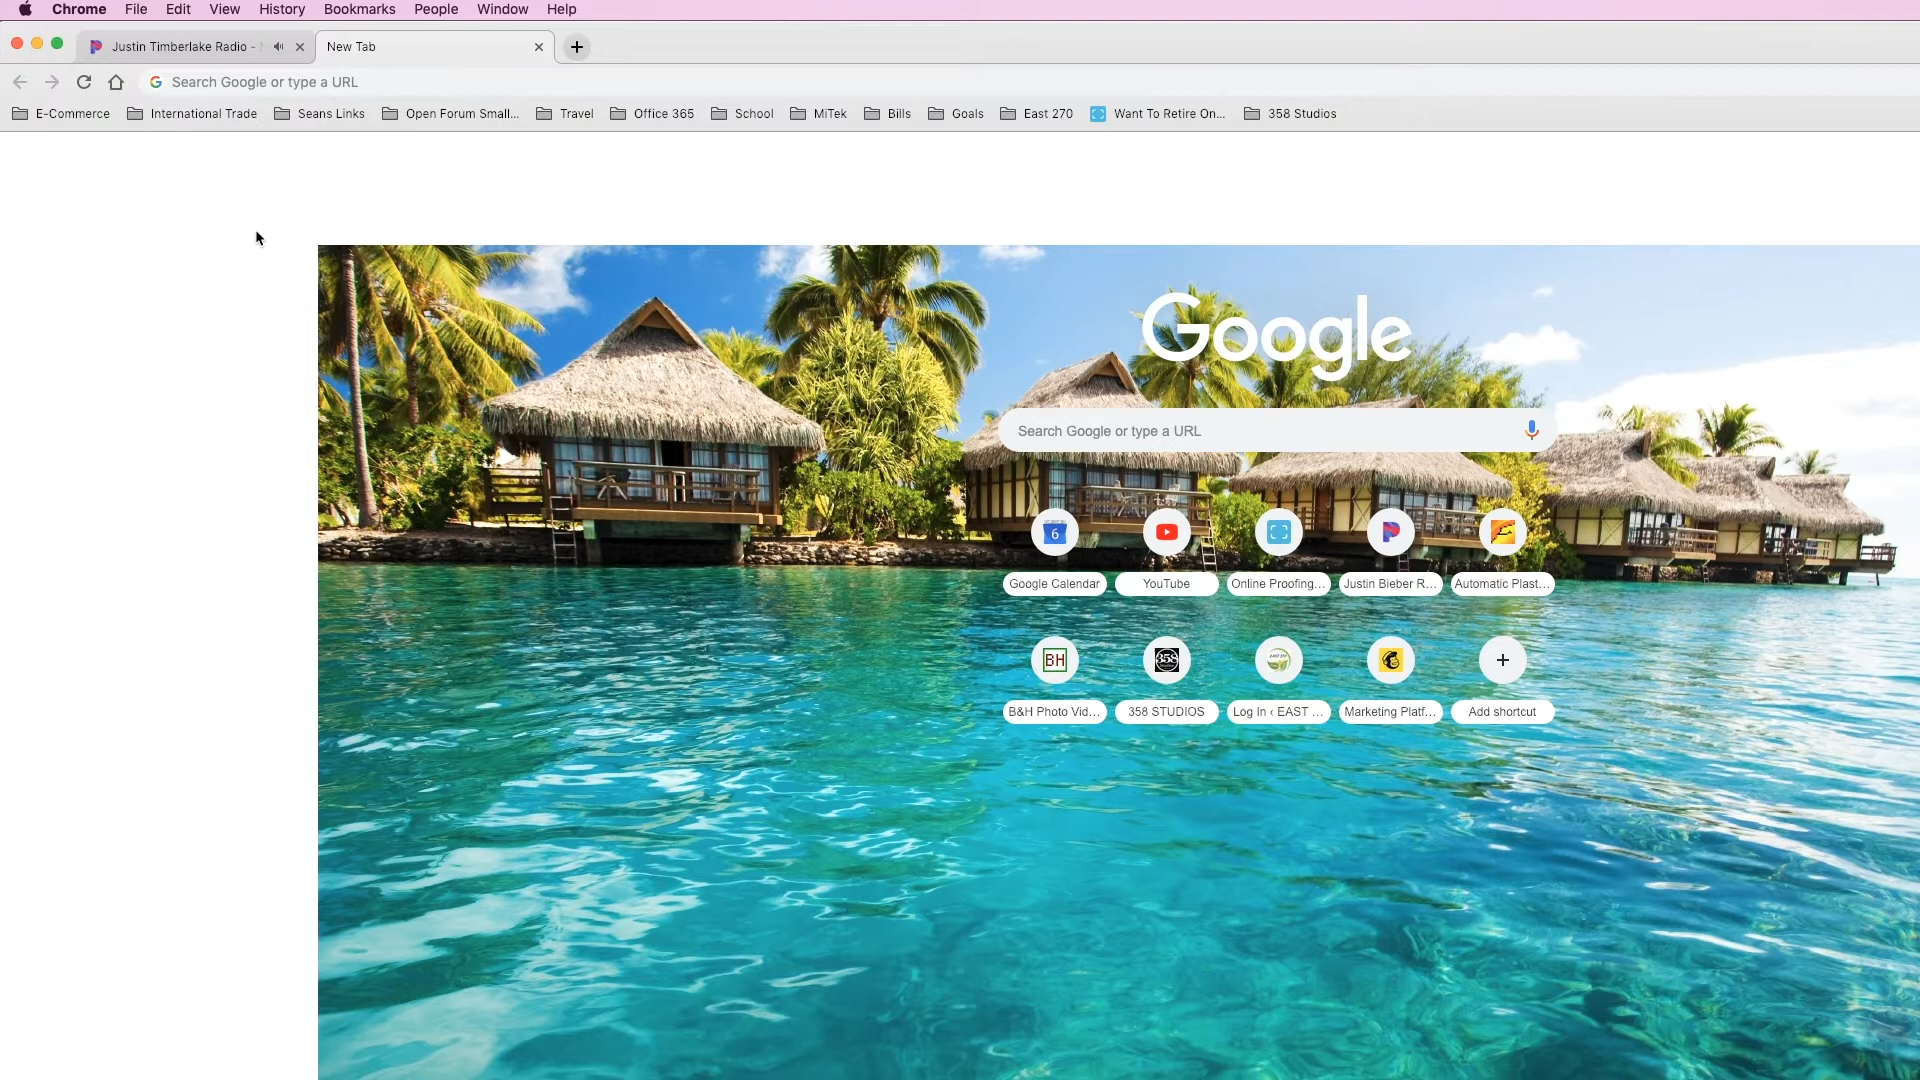 Chrome File Edit View History Bookmarks People Window Help
Justin Timberlake Radio - New Tab
Search Google or type a URL
E-Commerce International Trade Seans Links Open Forum Small... Travel Office 365 School MiTek Bills Goals East 270 Want To Retire On... 358 Studios
Google
Search Google or type a URL
6
Google Calendar YouTube Online Proofing... Justin Bieber R... Automatic Plast...
BH 358
B&H Photo Vid... 358 STUDIOS Log In ‹ EAST ... Marketing Platf... Add shortcut